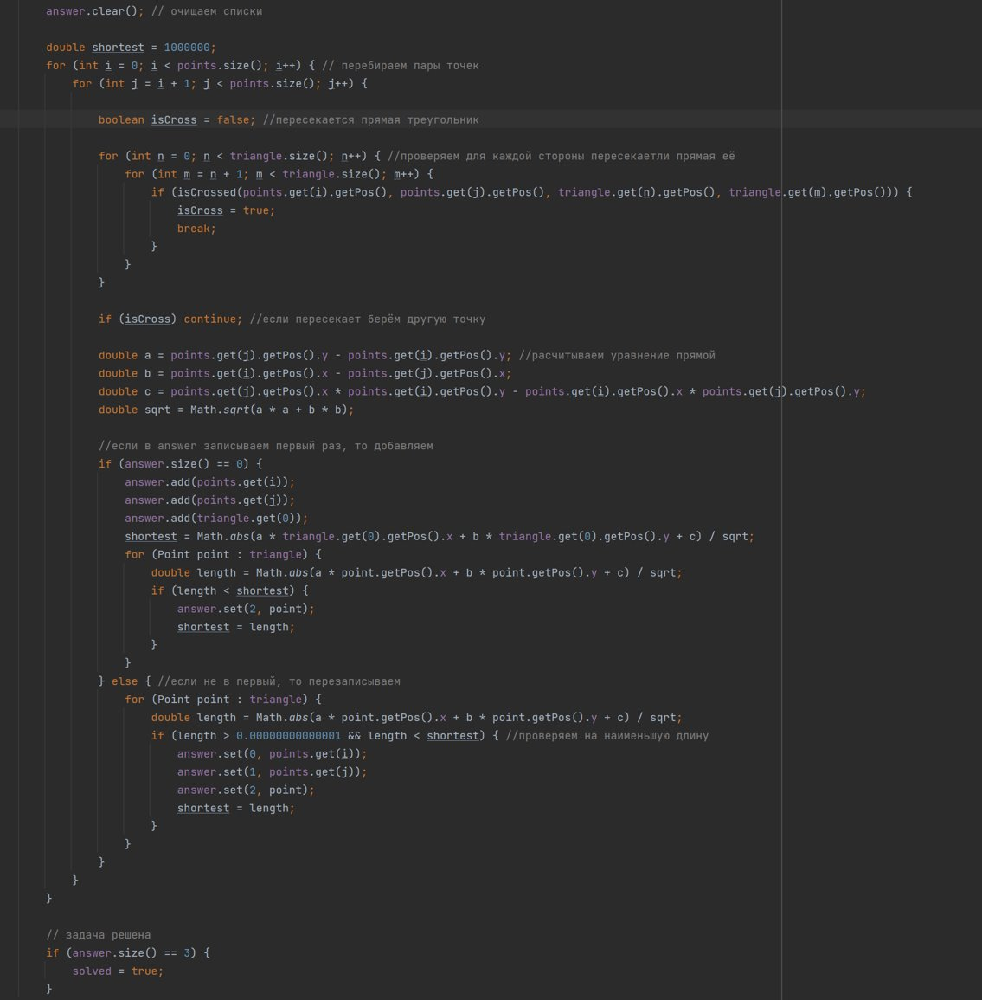 answer.clear(); // очищаем списки
double shortest = 1000000;
for (int i = 0; i < points.size(); i++) { // перебираем пары точек
for (int j = i + 1; j < points.size(); j++) {
boolean isCross = false; //пересекается прямая треугольник
for (int n = 0; n < triangle.size(); n++) { //проверяем для каждой стороны пересекаетли прямая её
for (int m = n + 1; m < triangle.size(); m++) {
if (isCrossed(points.get(i).getPos(), points.get(j).getPos(), triangle.get(n).getPos(), triangle.get(m).getPos())) {
isCross = true;
break;
}
}
}
if (isCross) continue; //если пересекает берём другую точку
double a = points.get(j).getPos().y - points.get(i).getPos().y; //расчитываем уравнение прямой
double b = points.get(i).getPos().x - points.get(j).getPos().x;
double c = points.get(j).getPos().x * points.get(i).getPos().y - points.get(i).getPos().x * points.get(j).getPos().y;
double sqrt = Math.sqrt(a * a + b * b);
//если в answer записываем первый раз, то добавляем
if (answer.size() == 0) {
answer.add(points.get(i));
answer.add(points.get(j));
answer.add(triangle.get(0));
shortest = Math.abs(a * triangle.get(0).getPos().x + b * triangle.get(0).getPos().y + c) / sqrt;
for (Point point : triangle) {
double length = Math.abs(a * point.getPos().x + b * point.getPos().y + c) / sqrt;
if (length < shortest) {
answer.set(2, point);
shortest = length;
}
}
} else { //если не в первый, то перезаписываем
for (Point point : triangle) {
double length = Math.abs(a * point.getPos().x + b * point.getPos().y + c) / sqrt;
if (length > 0.00000000000001 && length < shortest) { //проверяем на наименьшую длину
answer.set(0, points.get(i));
answer.set(1, points.get(j));
answer.set(2, point);
shortest = length;
}
}
}
}
}
// задача решена
if (answer.size() == 3) {
solved = true;
}